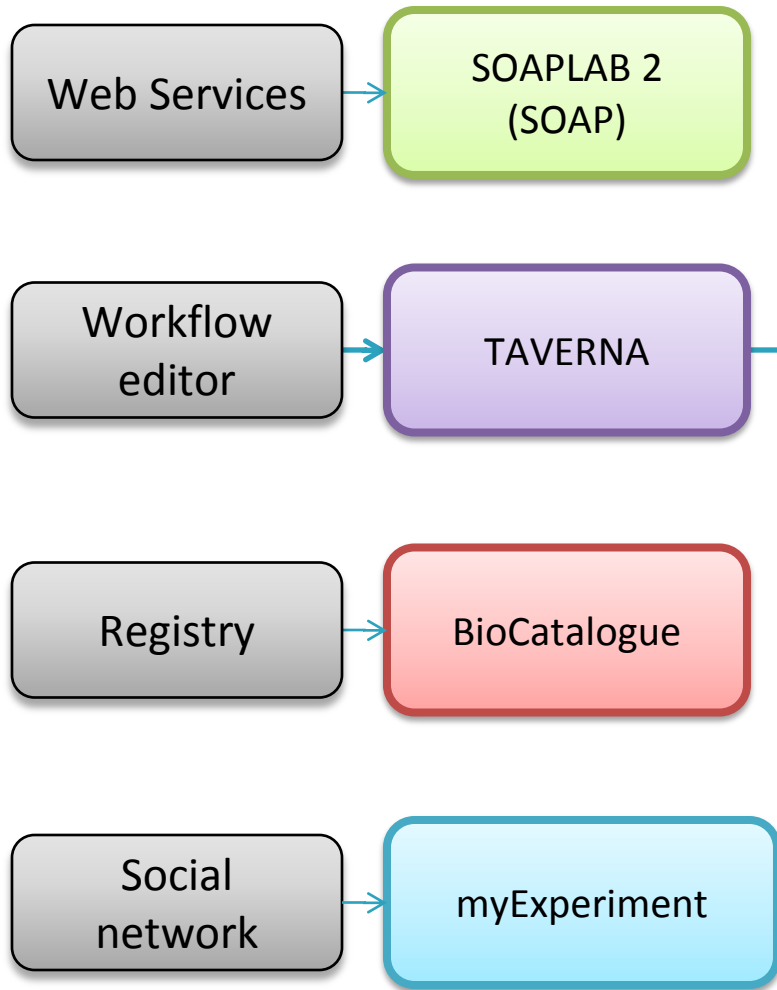 Web Services
SOAPLAB 2
(SOAP)
Workflow
editor
TAVERNA
Registry
BioCatalogue
Social
network
myExperiment